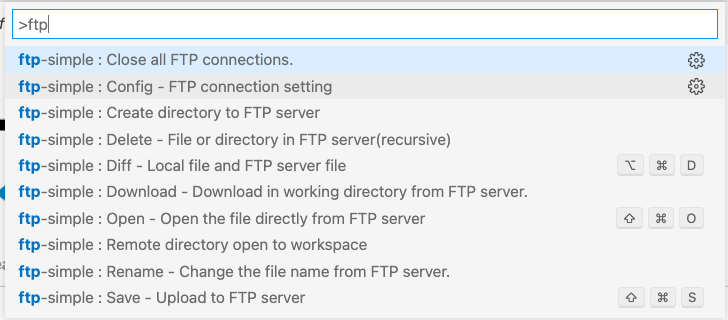 >ftp
ftp-simple : Close all FTP connections.
ftp-simple : Config - FTP connection setting
ftp-simple : Create directory to FTP server
ftp-simple : Delete - File or directory in FTP server(recursive)
ftp-simple : Diff - Local file and FTP server file ⌥ ⌘ D
ftp-simple : Download - Download in working directory from FTP server.
ftp-simple : Open - Open the file directly from FTP server ⇧ ⌘ O
ftp-simple : Remote directory open to workspace
ftp-simple : Rename - Change the file name from FTP server.
ftp-simple : Save - Upload to FTP server ⇧ ⌘ S